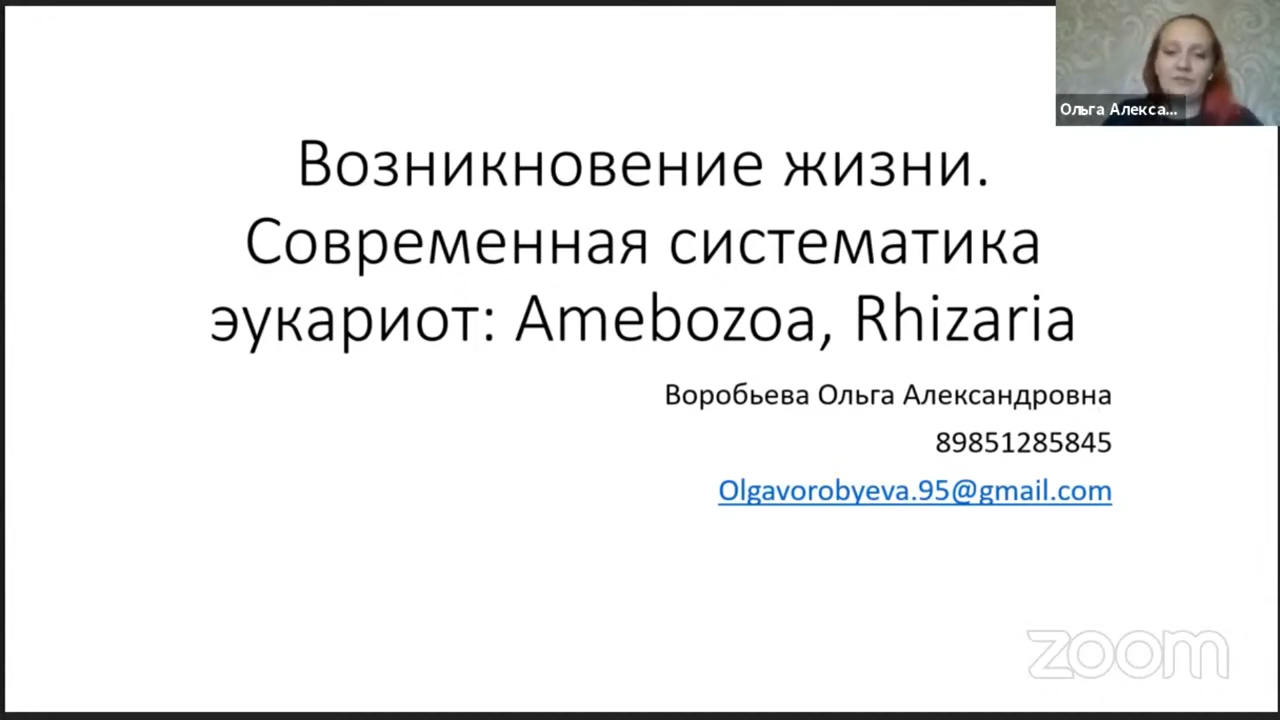 Ольга Алекса...
Возникновение жизни.
Современная систематика
эукариот: Amebozoa, Rhizaria
Воробьева Ольга Александровна
89851285845
Olgavorobyeva.95@gmail.com
zoom